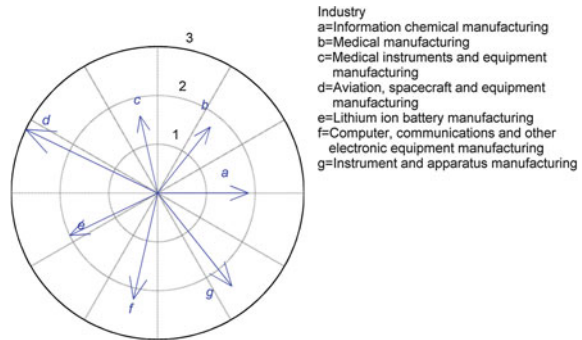 3
2
1
d
c
b
a
e
f
g
Industry
a=Information chemical manufacturing
b=Medical manufacturing
c=Medical instruments and equipment
manufacturing
d=Aviation, spacecraft and equipment
manufacturing
e=Lithium ion battery manufacturing
f=Computer, communications and other
electronic equipment manufacturing
g=Instrument and apparatus manufacturing